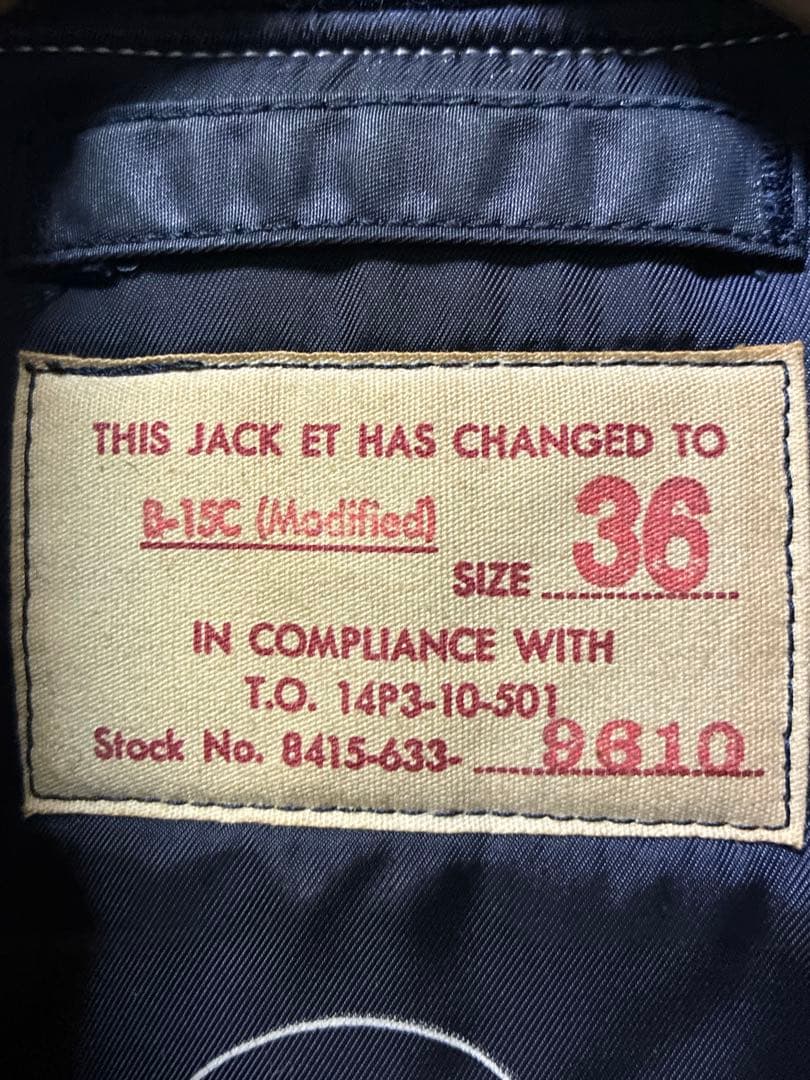 THIS JACK ET HAS CHANGED TO
B-15C (Modified)
SIZE 36
IN COMPLIANCE WITH
T.O. 14P3-10-501
Stock No. 8415-633- 9610